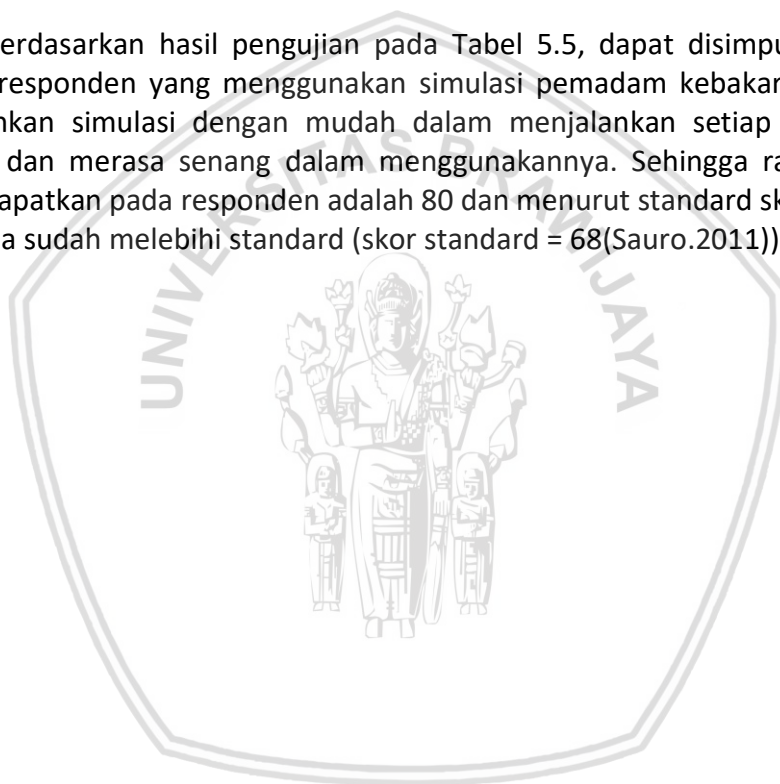 erdasarkan hasil pengujian pada Tabel 5.5, dapat disimpu
responden yang menggunakan simulasi pemadam kebakar
nkan simulasi dengan mudah dalam menjalankan setiap
dan merasa senang dalam menggunakannya. Sehingga ra
apatkan pada responden adalah 80 dan menurut standard sk
a sudah melebihi standard (skor standard = 68(Sauro.2011))
UNIVERSITAS BRAWIJAYA